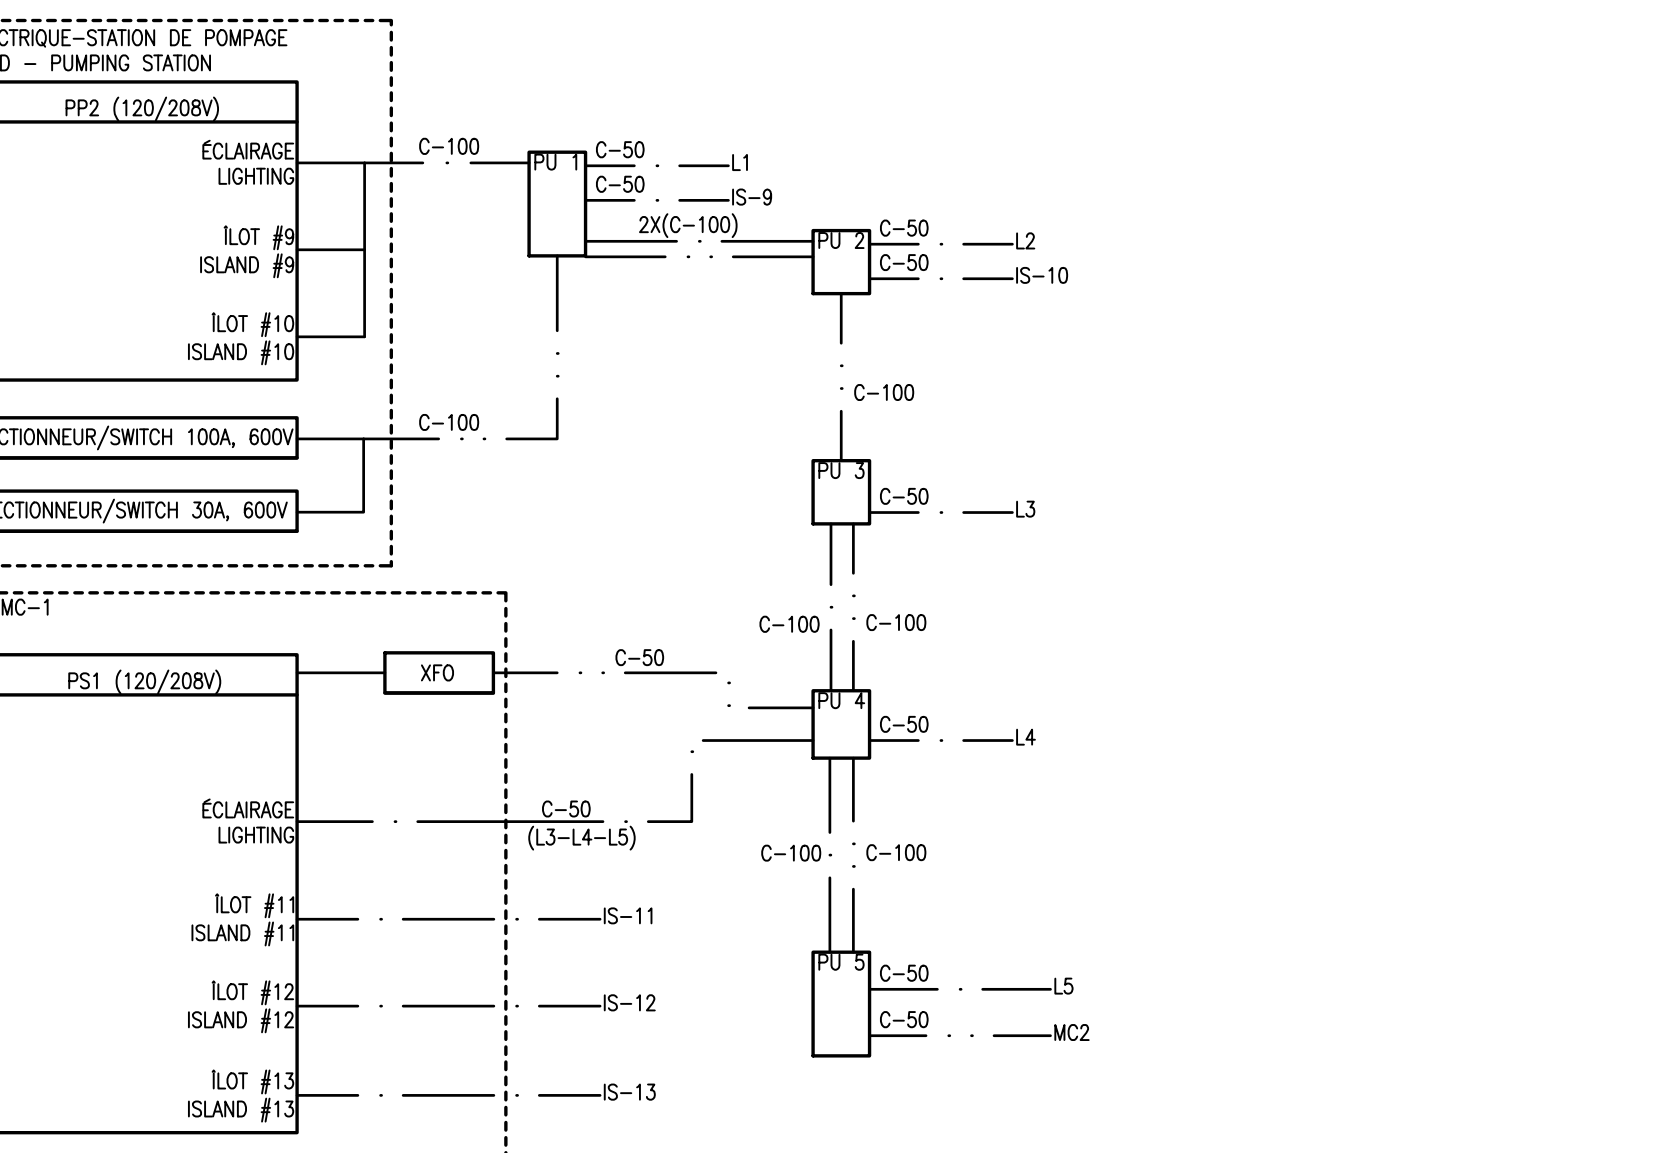 CTRIQUE-STATION DE POMPAGE
D - PUMPING STATION
PP2 (120/208V)
ÉCLAIRAGE
LIGHTING
ÎLOT #9
ISLAND #9
ÎLOT #10
ISLAND #10
CTIONNEUR/SWITCH 100A, 600V
ECTIONNEUR/SWITCH 30A, 600V
C-100
C-100
PU 1
C-50
L1
C-50
IS-9
2X(C-100)
PU 2
C-50
L2
C-50
IS-10
C-100
PU 3
C-50
L3
C-100
C-100
MC-1
PS1 (120/208V)
XFO
C-50
PU 4
C-50
L4
ÉCLAIRAGE
LIGHTING
C-50
(L3-L4-L5)
C-100
C-100
ÎLOT #11
ISLAND #11
IS-11
ÎLOT #12
ISLAND #12
IS-12
ÎLOT #13
ISLAND #13
IS-13
PU 5
C-50
L5
C-50
MC2